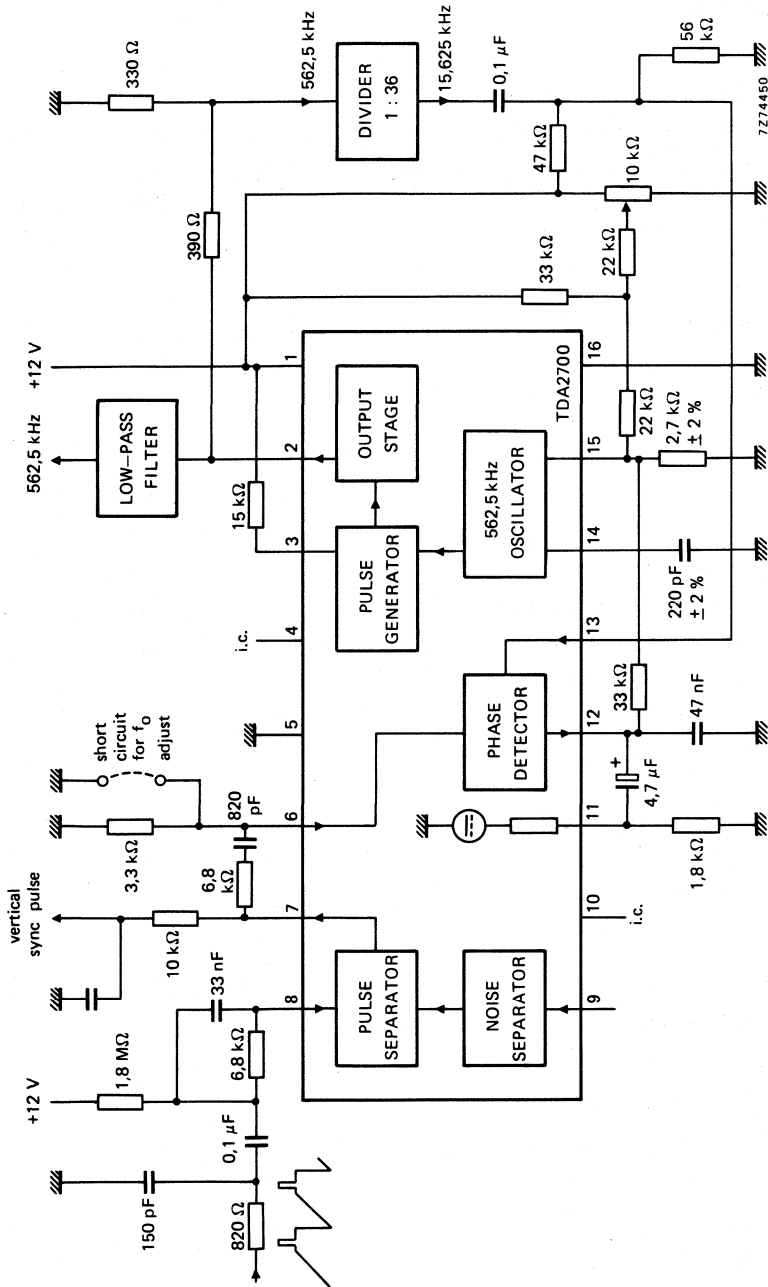 +12 V
vertical
sync pulse
short
circuit
for fo
adjust
562,5 kHz
+12 V
150 pF
1,8 MΩ
10 kΩ
3,3 kΩ
LOW–PASS
FILTER
390 Ω
330 Ω
820 Ω
0,1 µF
33 nF
6,8 kΩ
6,8
kΩ
820
pF
i.c.
15 kΩ
562,5 kHz
8
7
6
5
4
3
2
1
PULSE
SEPARATOR
PULSE
GENERATOR
OUTPUT
STAGE
DIVIDER
1 : 36
NOISE
SEPARATOR
PHASE
DETECTOR
562,5 kHz
OSCILLATOR
33 kΩ
15,625 kHz
0,1 µF
TDA2700
9
10
11
12
13
14
15
16
i.c.
+
4,7 µF
33 kΩ
22 kΩ
22 kΩ
47 kΩ
10 kΩ
56
kΩ
1,8 kΩ
47 nF
220 pF
± 2 %
2,7 kΩ
± 2 %
7Z74450